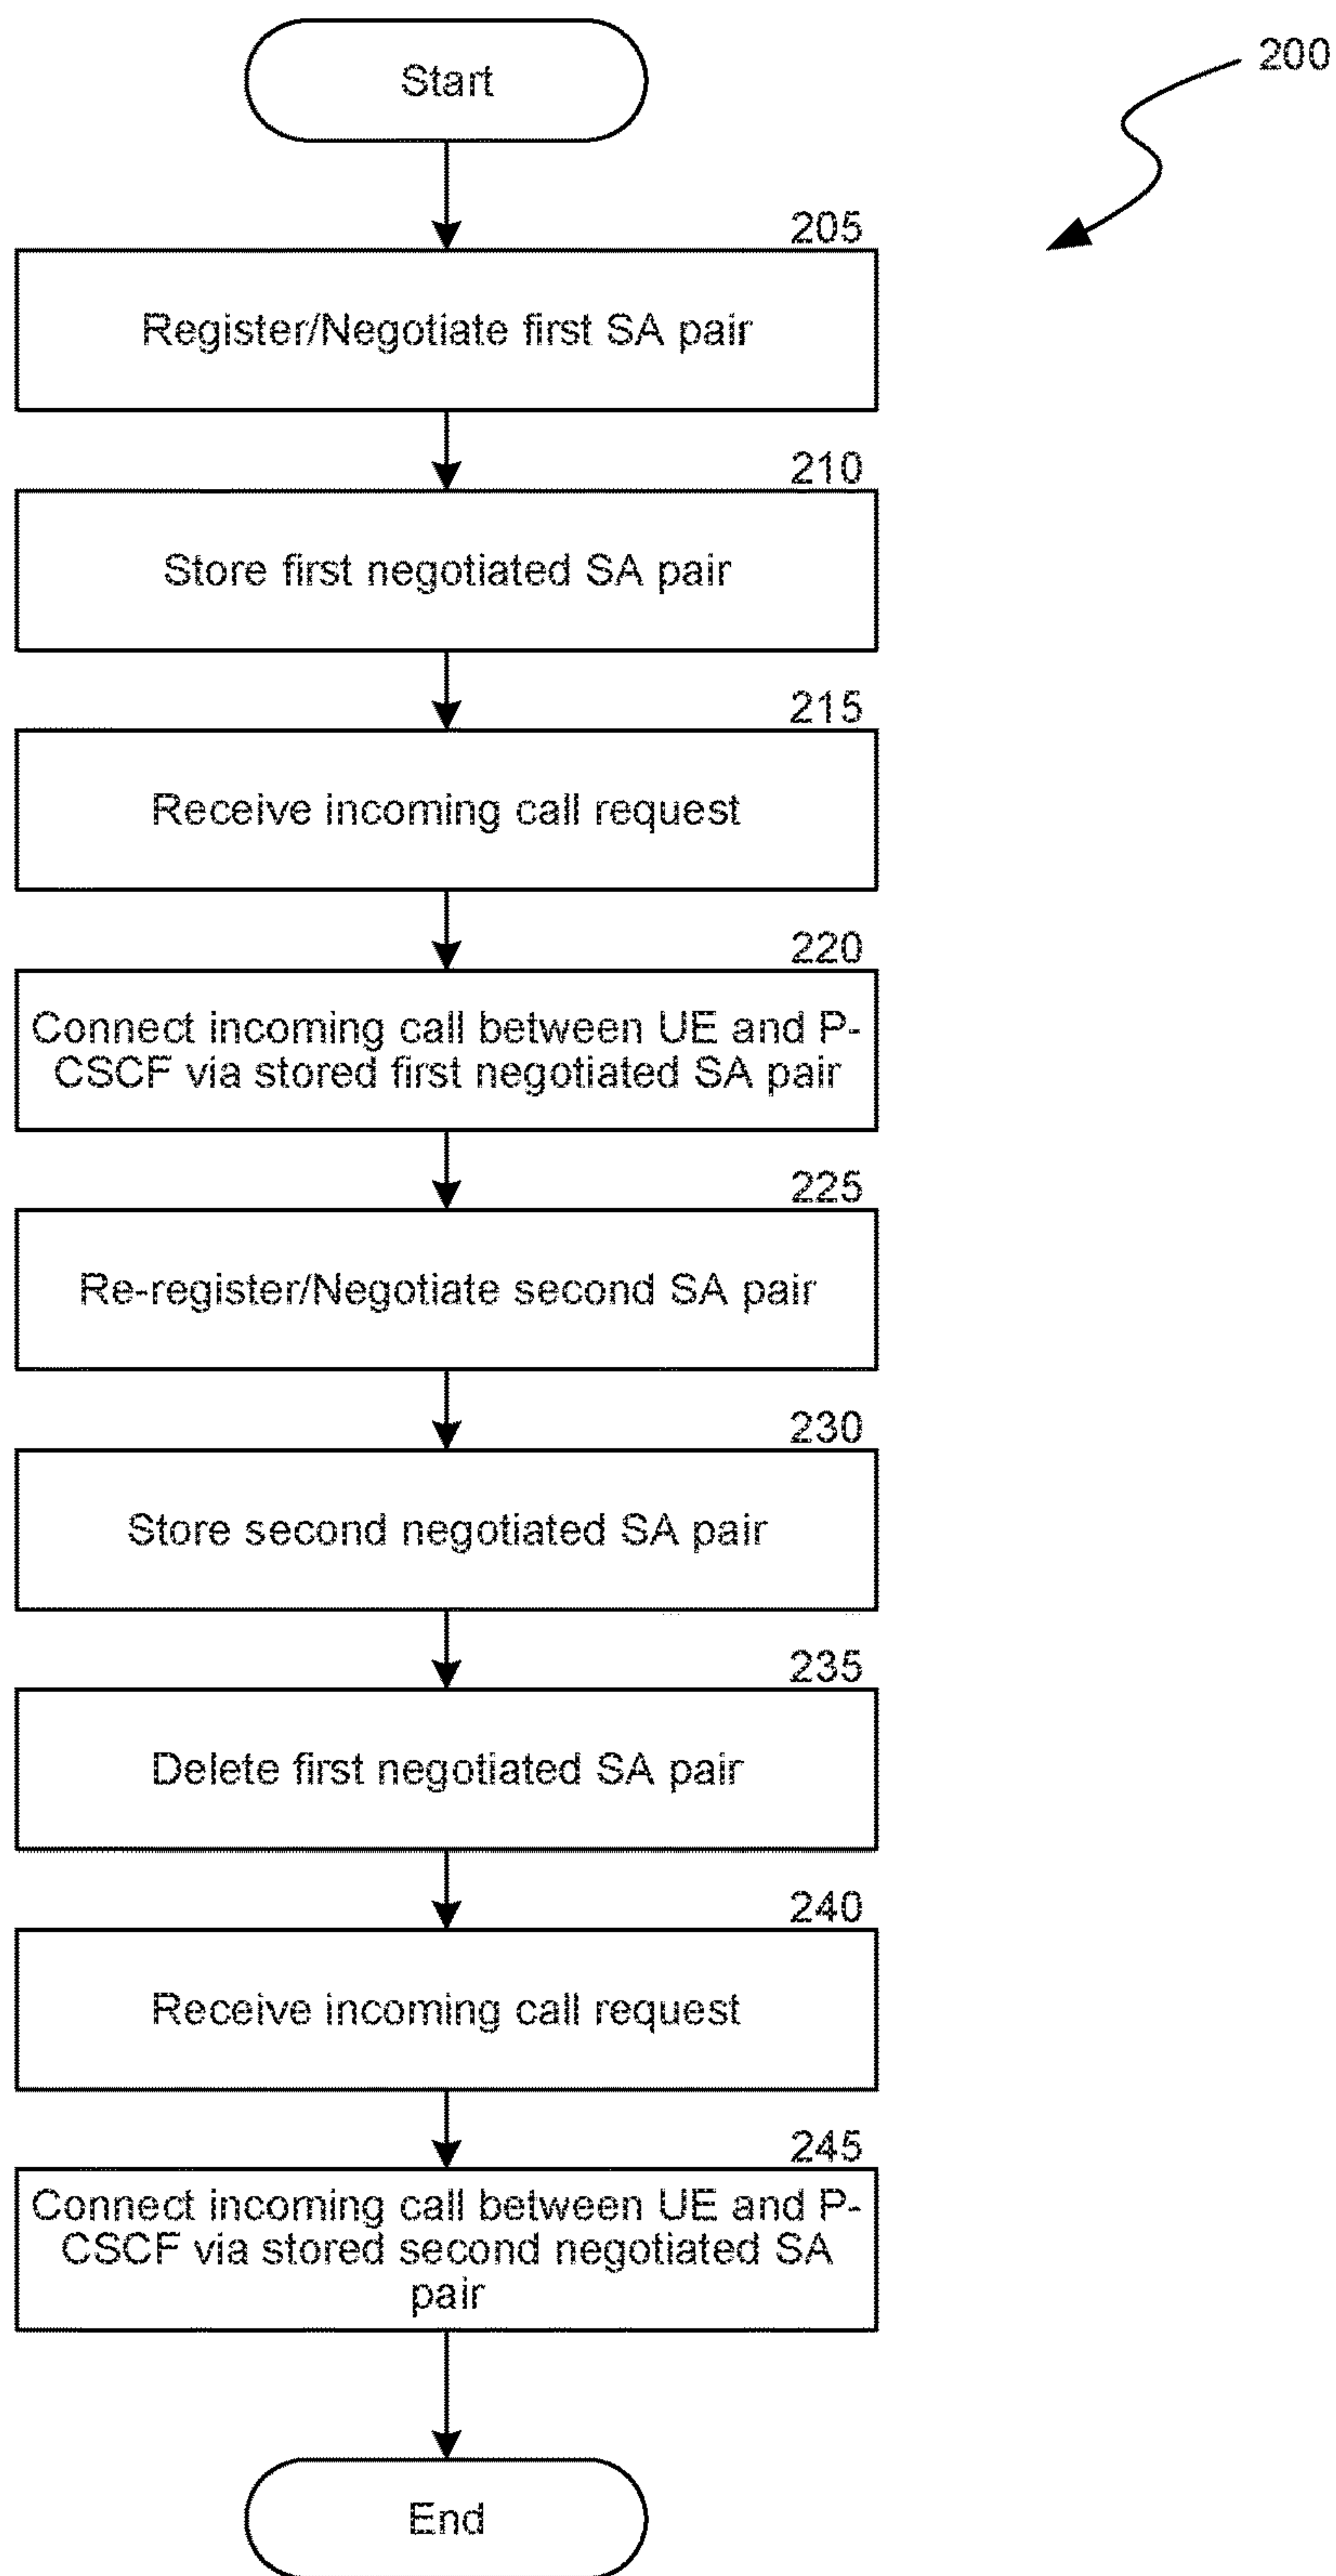 Start
200
205
Register/Negotiate first SA pair
210
Store first negotiated SA pair
215
Receive incoming call request
220
Connect incoming call between UE and P-
CSCF via stored first negotiated SA pair
225
Re-register/Negotiate second SA pair
230
Store second negotiated SA pair
235
Delete first negotiated SA pair
240
Receive incoming call request
245
Connect incoming call between UE and P-
CSCF via stored second negotiated SA
pair
End